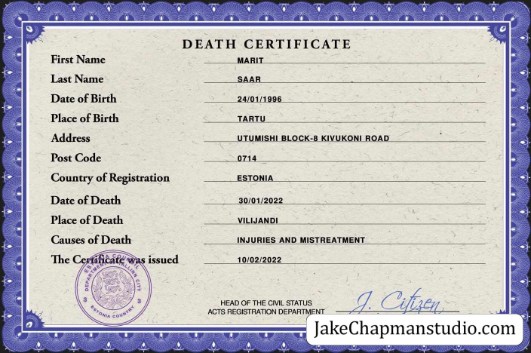 DEATH CERTIFICATE
First Name MARIT
Last Name SAAR
Date of Birth 24/01/1996
Place of Birth TARTU
Address UTUMISHI BLOCK-8 KIVUKONI ROAD
Post Code 0714
Country of Registration ESTONIA
Date of Death 30/01/2022
Place of Death VILIJANDI
Causes of Death INJURIES AND MISTREATMENT
The Certificate was issued 10/02/2022
ESTONIA COUNTRY
HEAD OF THE CIVIL STATUS
ACTS REGISTRATION DEPARTMENT J. Citizen
JakeChapmanstudio.com